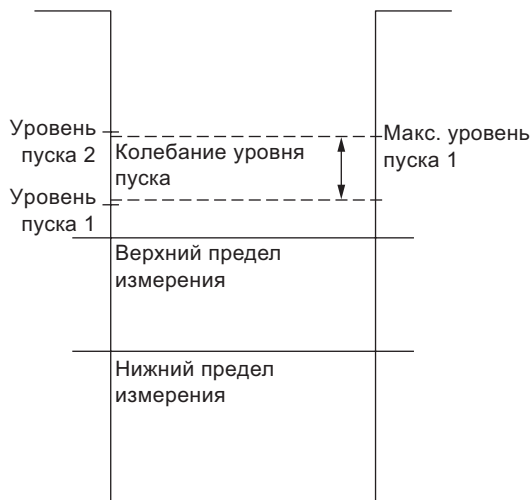 Уровень
пуска 2
Колебание уровня
пуска
Макс. уровень
пуска 1
Уровень
пуска 1
Верхний предел
измерения
Нижний предел
измерения